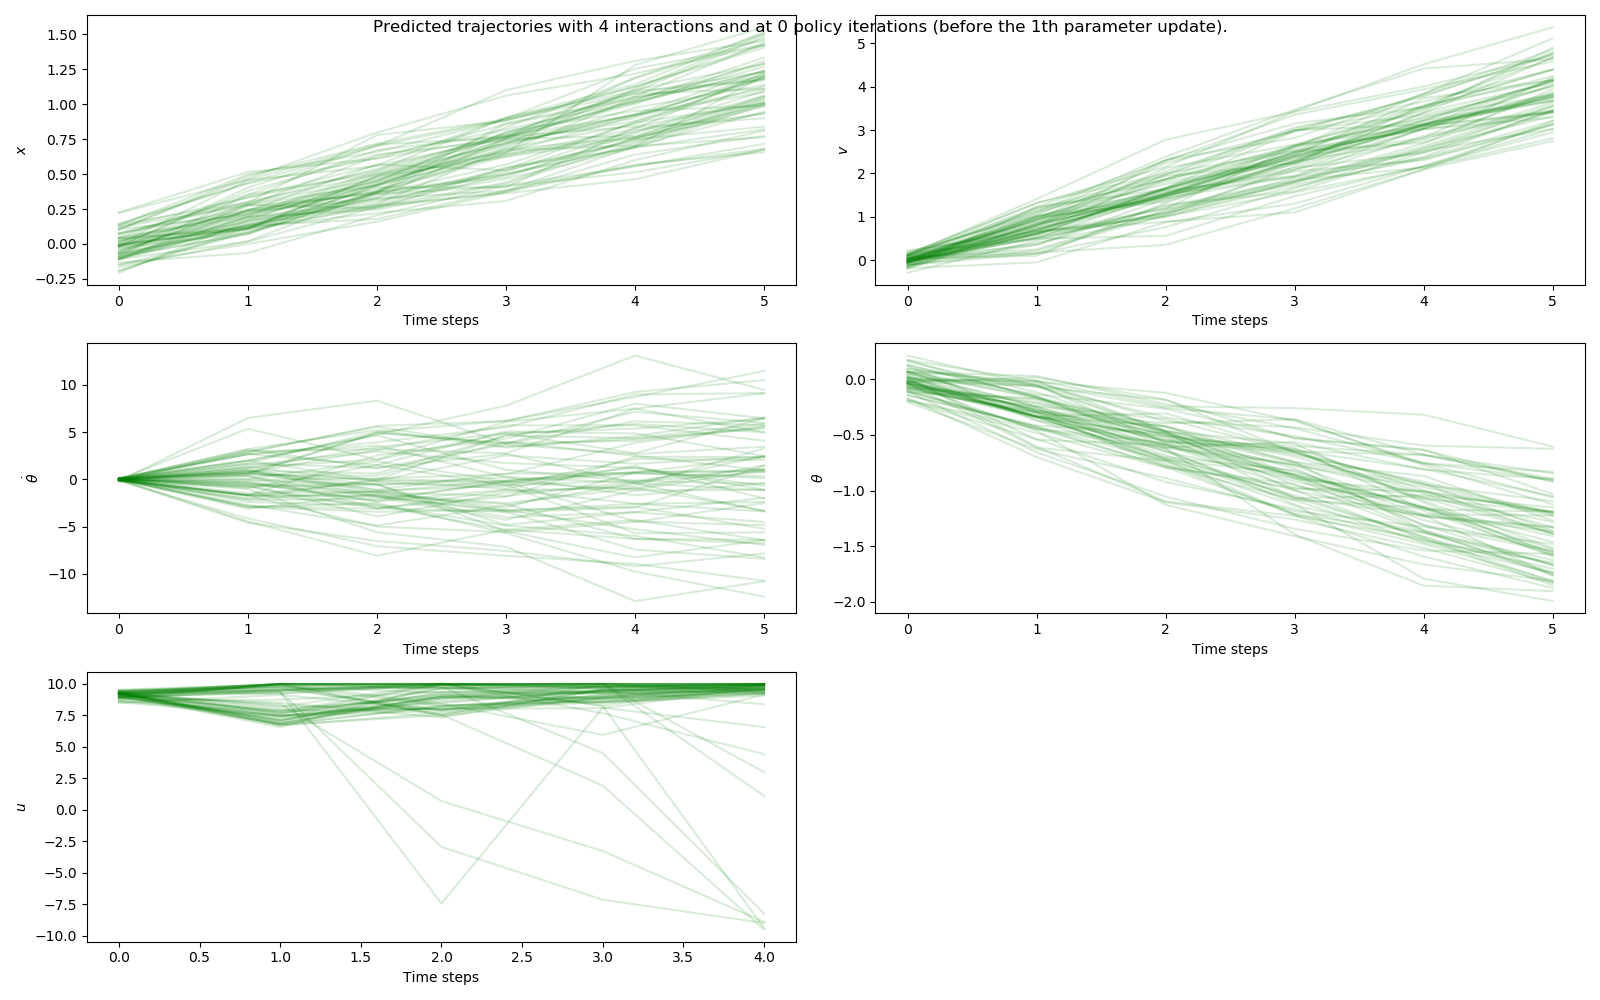 Predicted trajectories with 4 interactions and at 0 policy iterations (before the 1th parameter update).
1.50
1.25
1.00
0.75
0.50
0.25
0.00
−0.25
x
0 1 2 3 4 5
Time steps
5
4
3
2
1
0
v
0 1 2 3 4 5
Time steps
10
5
0
−5
−10
θ̇
0 1 2 3 4 5
Time steps
0.0
−0.5
−1.0
−1.5
−2.0
θ
0 1 2 3 4 5
Time steps
10.0
7.5
5.0
2.5
0.0
−2.5
−5.0
−7.5
−10.0
u
0.0 0.5 1.0 1.5 2.0 2.5 3.0 3.5 4.0
Time steps